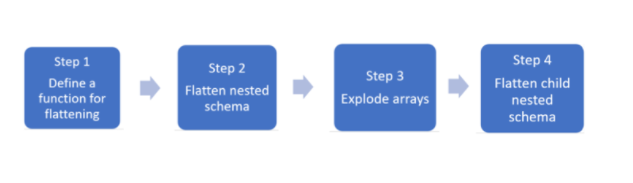 Step 1
Define a
function for
flattening
Step 2
Flatten nested
schema
Step 3
Explode arrays
Step 4
Flatten child
nested
schema